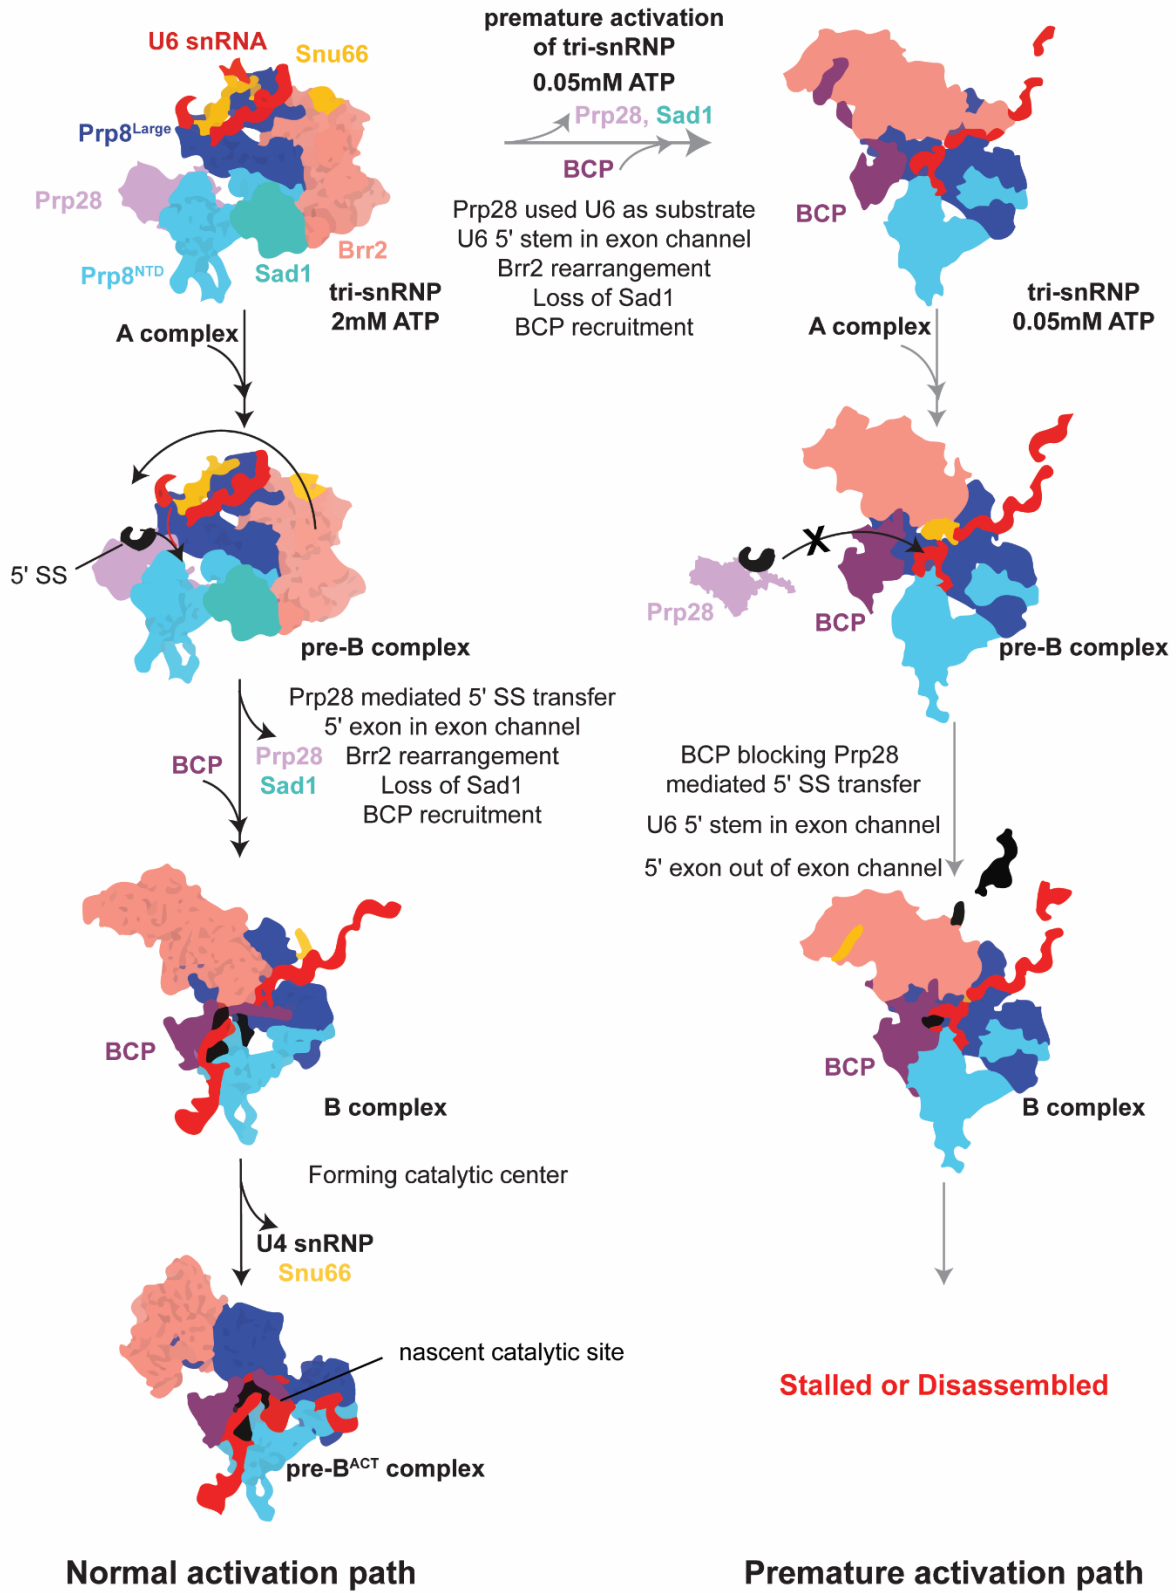 U6 snRNA
Snu66
Prp8Large
Prp28
Prp8NTD
Sad1
Brr2
tri-snRNP
2mM ATP
premature activation
of tri-snRNP
0.05mM ATP
Prp28, Sad1
BCP
Prp28 used U6 as substrate
U6 5' stem in exon channel
Brr2 rearrangement
Loss of Sad1
BCP recruitment
BCP
tri-snRNP
0.05mM ATP
A complex
A complex
5' SS
pre-B complex
Prp28
BCP
pre-B complex
Prp28 mediated 5' SS transfer
5' exon in exon channel
Brr2 rearrangement
Loss of Sad1
BCP recruitment
Prp28
Sad1
BCP
BCP blocking Prp28
mediated 5' SS transfer
U6 5' stem in exon channel
5' exon out of exon channel
X
BCP
B complex
BCP
B complex
Forming catalytic center
U4 snRNP
Snu66
nascent catalytic site
pre-BACT complex
Stalled or Disassembled
Normal activation path
Premature activation path